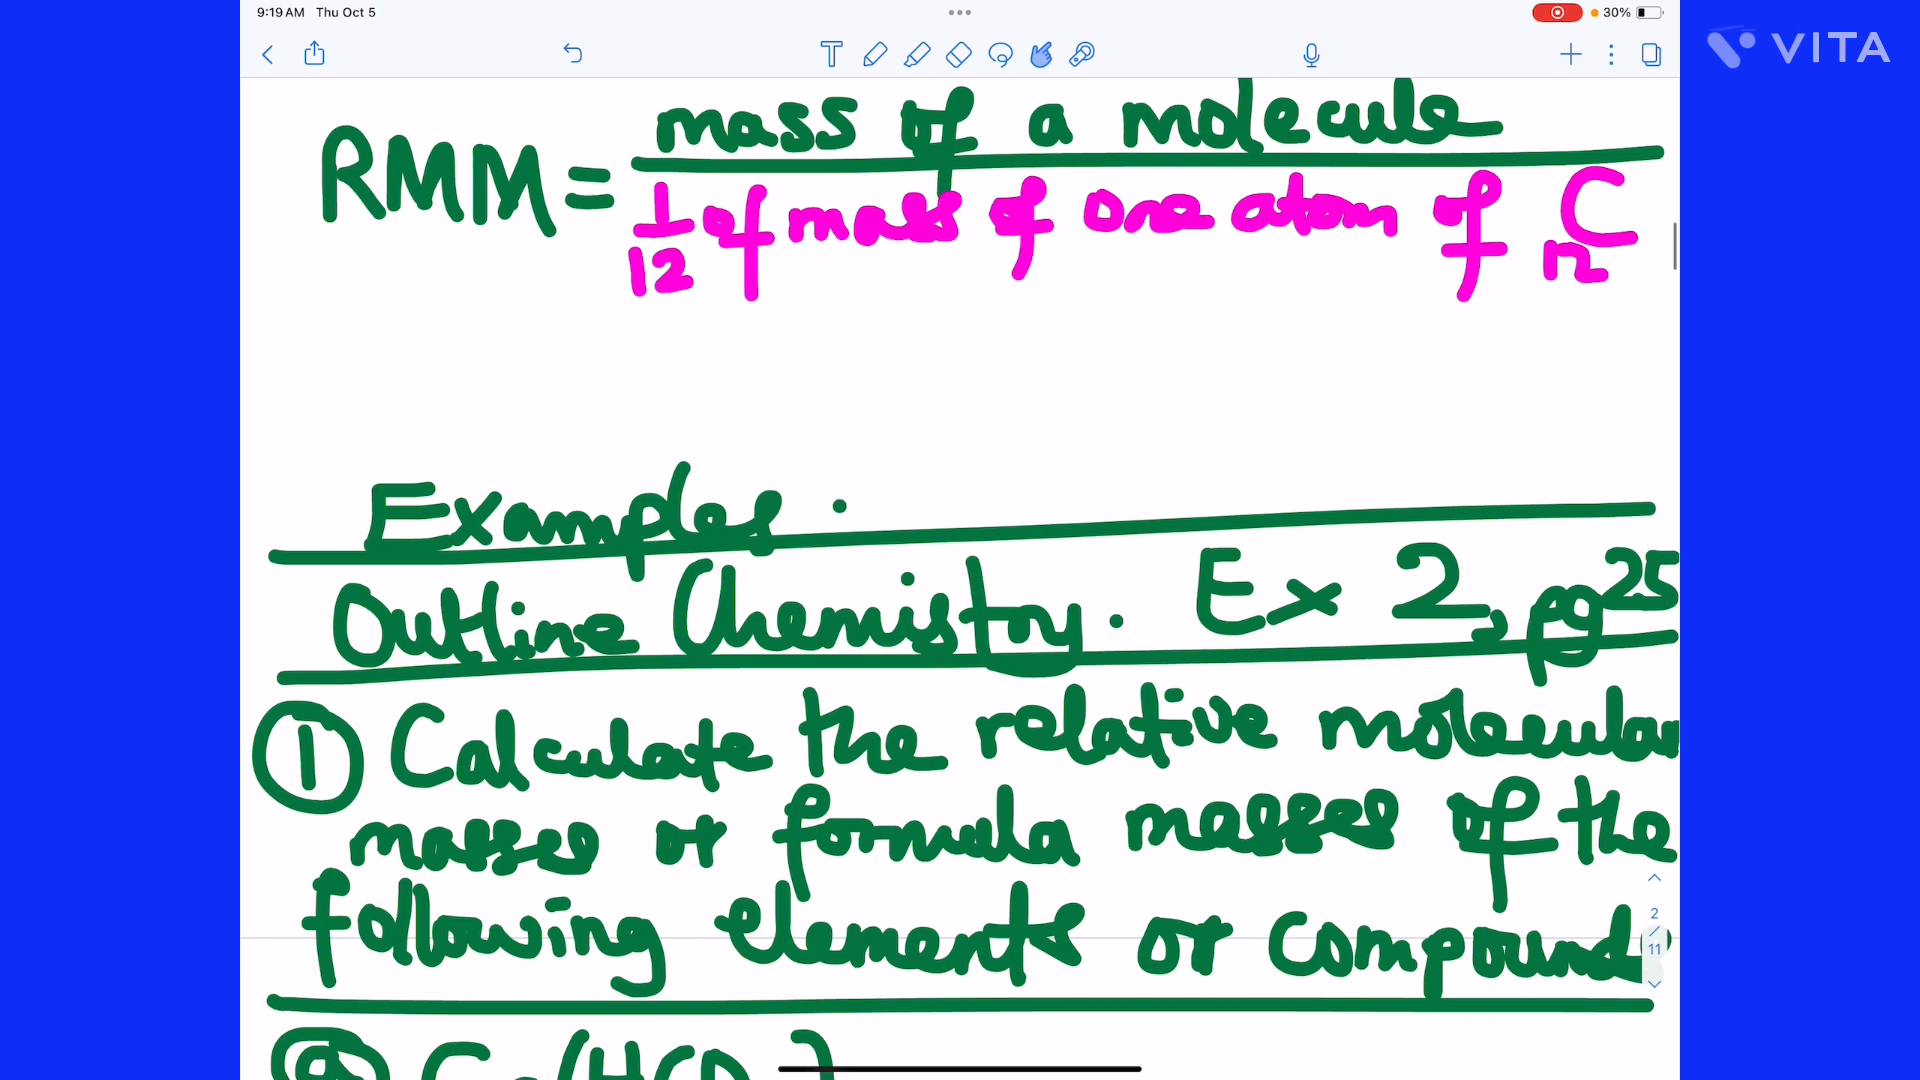 9:19 AM Thu Oct 5
30%
VITA
mass of a molecule
RMM =
1/12 of mass of one atom of C 12
Examples.
Outline Chemistry. Ex 2, pg 25
① Calculate the relative molecular
masses or formula masses of the
following elements or compound
2/11